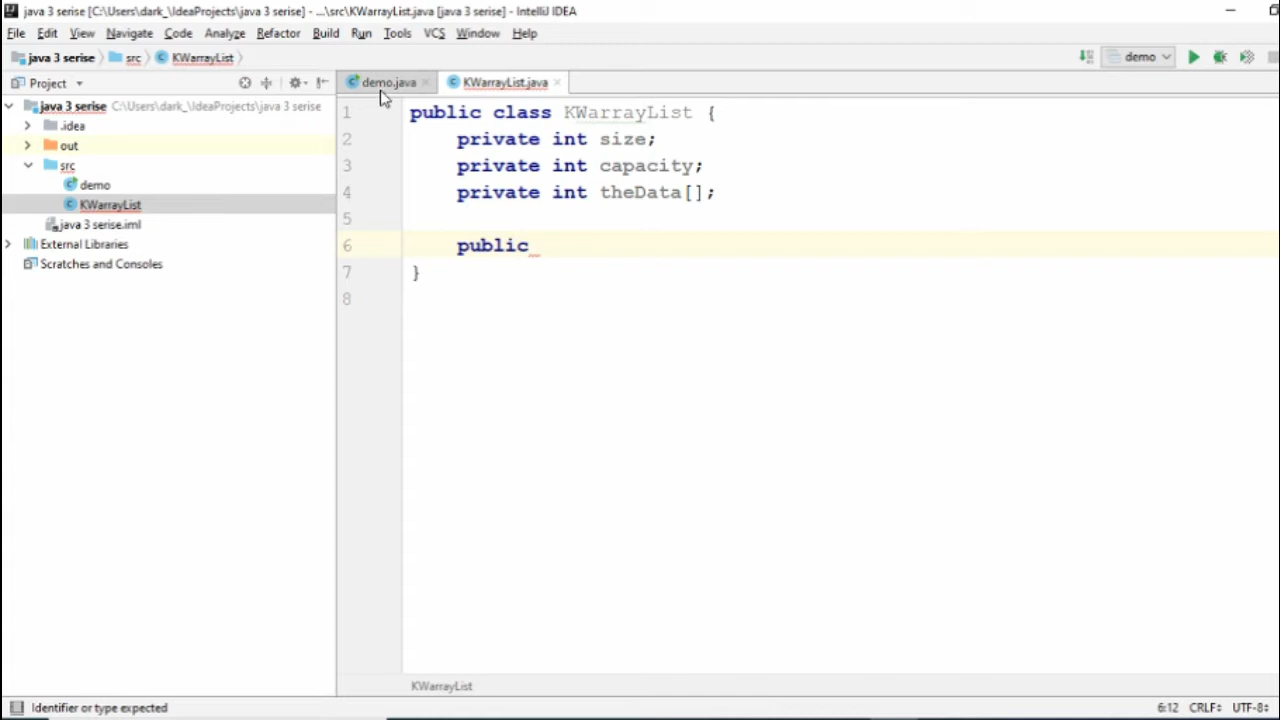 java 3 serise [C:\Users\dark_\IdeaProjects\java 3 serise] - ...\src\KWarrayList.java [java 3 serise] - IntelliJ IDEA
File Edit View Navigate Code Analyze Refactor Build Run Tools VCS Window Help
java 3 serise src KWarrayList demo
Project demo.java KWarrayList.java
java 3 serise C:\Users\dark_\IdeaProjects\java 3 serise
.idea
out
src
demo
KWarrayList
java 3 serise.iml
External Libraries
Scratches and Consoles
1 public class KWarrayList {
2 private int size;
3 private int capacity;
4 private int theData[];
5
6 public
7 }
8
KWarrayList
Identifier or type expected 6:12 CRLF: UTF-8: